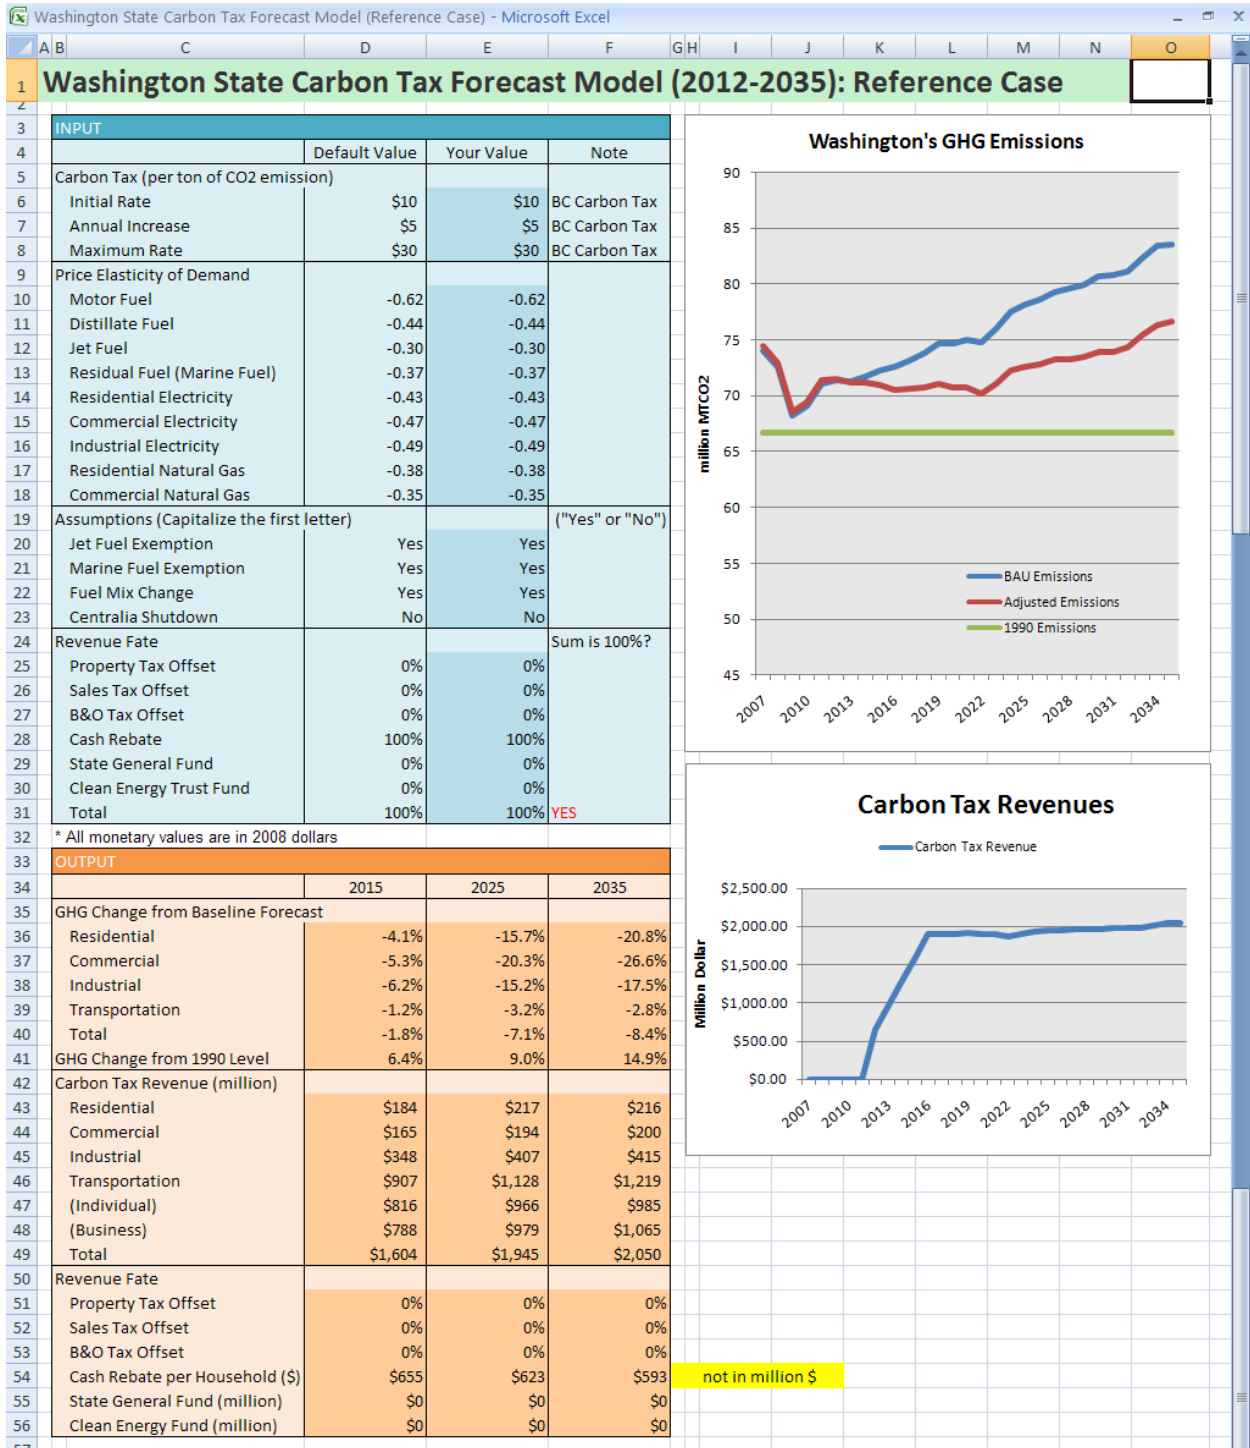 Washington State Carbon Tax Forecast Model (Reference Case) - Microsoft Excel
A B C D E F G H I J K L M N O
1 Washington State Carbon Tax Forecast Model (2012-2035): Reference Case
2
3 INPUT
4 Default Value Your Value Note
5 Carbon Tax (per ton of CO2 emission)
6 Initial Rate $10 $10 BC Carbon Tax
7 Annual Increase $5 $5 BC Carbon Tax
8 Maximum Rate $30 $30 BC Carbon Tax
9 Price Elasticity of Demand
10 Motor Fuel -0.62 -0.62
11 Distillate Fuel -0.44 -0.44
12 Jet Fuel -0.30 -0.30
13 Residual Fuel (Marine Fuel) -0.37 -0.37
14 Residential Electricity -0.43 -0.43
15 Commercial Electricity -0.47 -0.47
16 Industrial Electricity -0.49 -0.49
17 Residential Natural Gas -0.38 -0.38
18 Commercial Natural Gas -0.35 -0.35
19 Assumptions (Capitalize the first letter) ("Yes" or "No")
20 Jet Fuel Exemption Yes Yes
21 Marine Fuel Exemption Yes Yes
22 Fuel Mix Change Yes Yes
23 Centralia Shutdown No No
24 Revenue Fate Sum is 100%?
25 Property Tax Offset 0% 0%
26 Sales Tax Offset 0% 0%
27 B&O Tax Offset 0% 0%
28 Cash Rebate 100% 100%
29 State General Fund 0% 0%
30 Clean Energy Trust Fund 0% 0%
31 Total 100% 100% YES
32 * All monetary values are in 2008 dollars
33 OUTPUT
34 2015 2025 2035
35 GHG Change from Baseline Forecast
36 Residential -4.1% -15.7% -20.8%
37 Commercial -5.3% -20.3% -26.6%
38 Industrial -6.2% -15.2% -17.5%
39 Transportation -1.2% -3.2% -2.8%
40 Total -1.8% -7.1% -8.4%
41 GHG Change from 1990 Level 6.4% 9.0% 14.9%
42 Carbon Tax Revenue (million)
43 Residential $184 $217 $216
44 Commercial $165 $194 $200
45 Industrial $348 $407 $415
46 Transportation $907 $1,128 $1,219
47 (Individual) $816 $966 $985
48 (Business) $788 $979 $1,065
49 Total $1,604 $1,945 $2,050
50 Revenue Fate
51 Property Tax Offset 0% 0% 0%
52 Sales Tax Offset 0% 0% 0%
53 B&O Tax Offset 0% 0% 0%
54 Cash Rebate per Household ($) $655 $623 $593 not in million $
55 State General Fund (million) $0 $0 $0
56 Clean Energy Fund (million) $0 $0 $0
57
Washington's GHG Emissions
million MTCO2
90
85
80
75
70
65
60
55
50
45
BAU Emissions
Adjusted Emissions
1990 Emissions
2007 2010 2013 2016 2019 2022 2025 2028 2031 2034
Carbon Tax Revenues
Carbon Tax Revenue
Million Dollar
$2,500.00
$2,000.00
$1,500.00
$1,000.00
$500.00
$0.00
2007 2010 2013 2016 2019 2022 2025 2028 2031 2034